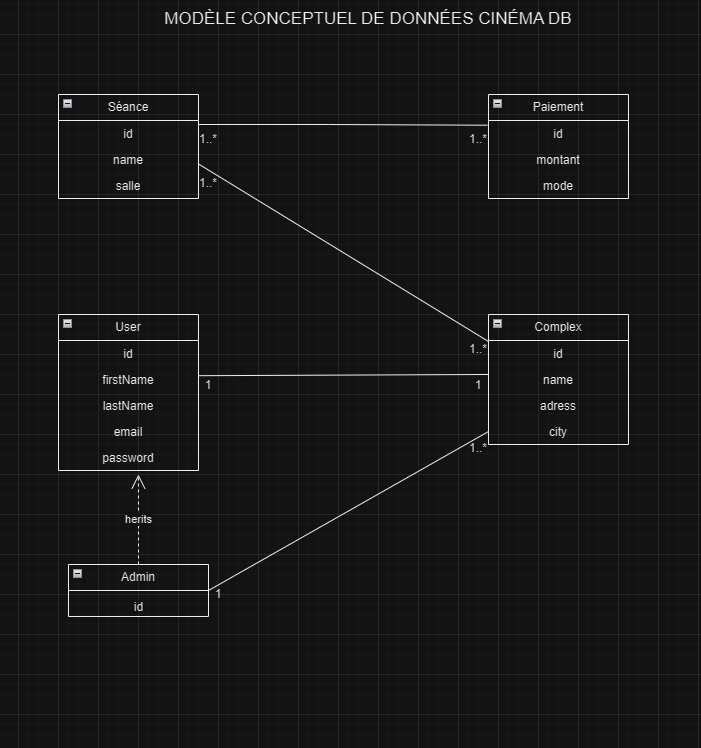 MODÈLE CONCEPTUEL DE DONNÉES CINÉMA DB
Séance
id
name
salle
Paiement
id
montant
mode
1..*
1..*
1..*
1..*
User
id
firstName
lastName
email
password
Complex
id
name
adress
city
1
1
1..*
herits
Admin
id
1